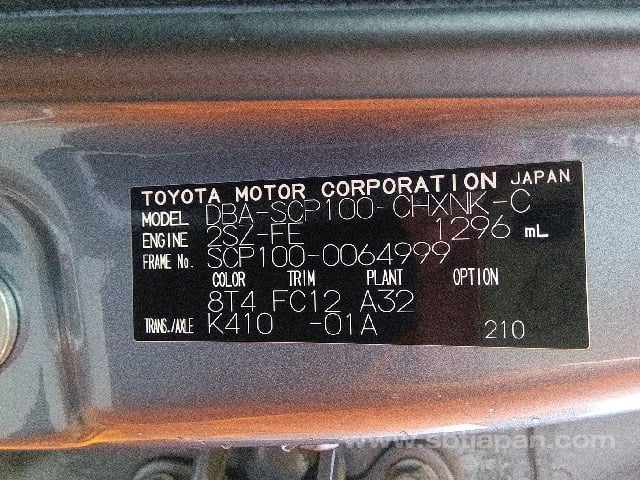 TOYOTA MOTOR CORPORATION JAPAN
MODEL DBA-SCP100-CHXNK-C
ENGINE 2SZ-FE 1296 mL
FRAME No. SCP100-0064999
COLOR TRIM PLANT OPTION
8T4 FC12 A32
TRANS./AXLE K410 -01A 210
www.sbtjapan.com